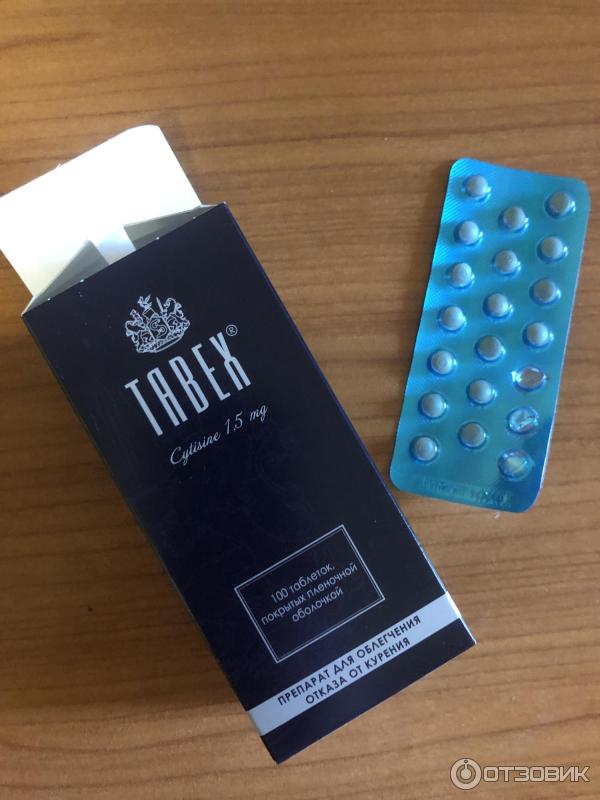 TABEX®
Cytisine 1,5 mg
100 таблеток,
покрытых пленочной
оболочкой
ПРЕПАРАТ ДЛЯ ОБЛЕГЧЕНИЯ
ОТКАЗА ОТ КУРЕНИЯ
ОТЗОВИК